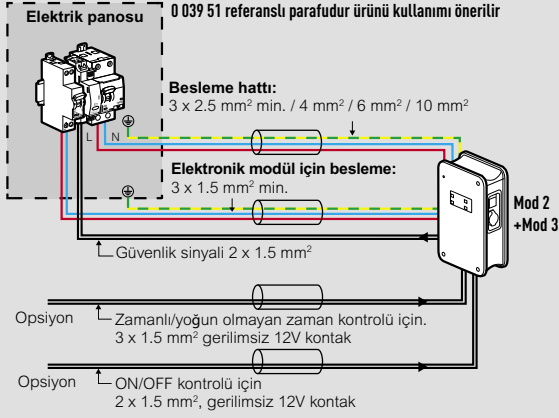 Elektrik panosu
0 039 51 referanslı parafudur ürünü kullanımı önerilir
Besleme hattı:
3 x 2.5 mm² min. / 4 mm² / 6 mm² / 10 mm²
L
N
Elektronik modül için besleme:
3 x 1.5 mm² min.
Mod 2
+Mod 3
Güvenlik sinyali 2 x 1.5 mm²
Opsiyon
Zamanlı/yoğun olmayan zaman kontrolü için.
3 x 1.5 mm² gerilimsiz 12V kontak
Opsiyon
ON/OFF kontrolü için
2 x 1.5 mm², gerilimsiz 12V kontak